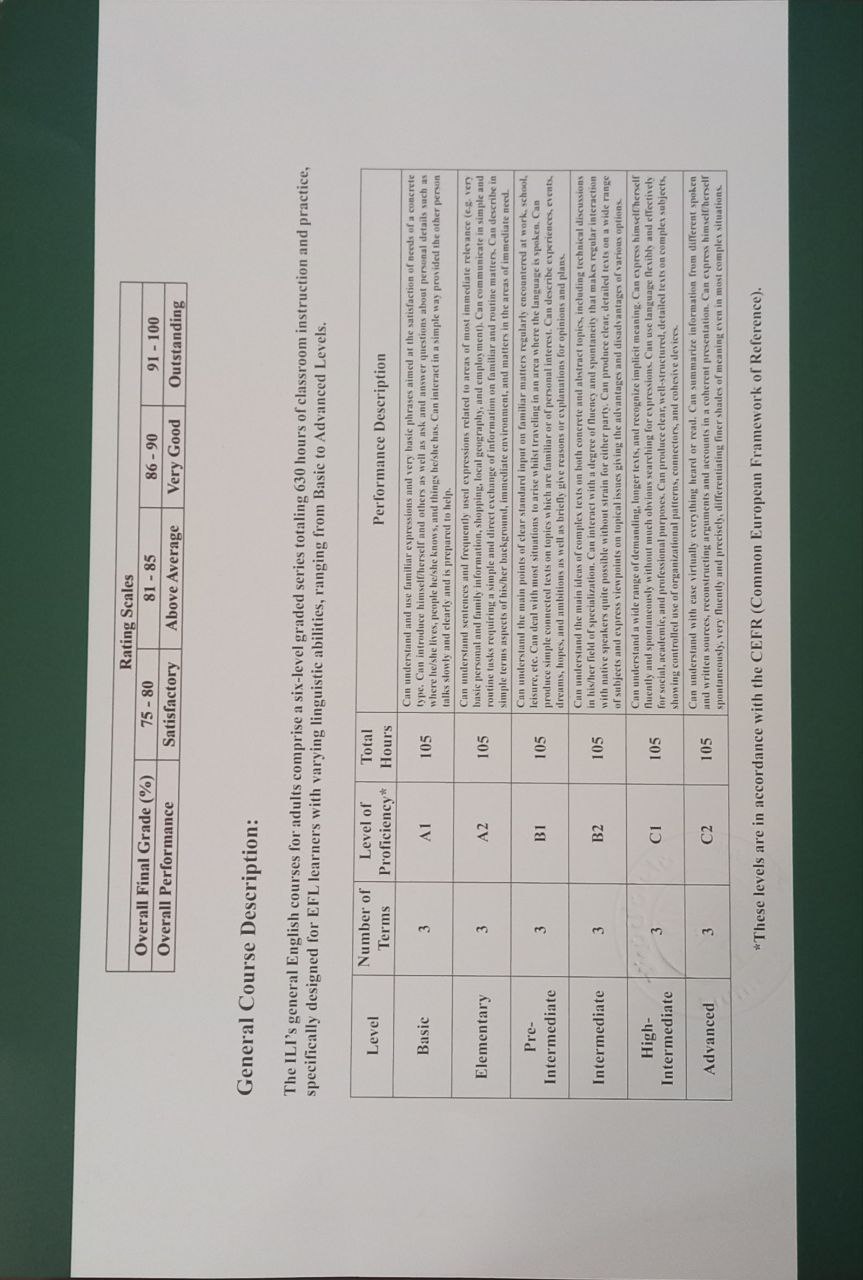 Rating Scales
Overall Final Grade (%) 75 - 80 81 - 85 86 - 90 91 - 100
Overall Performance Satisfactory Above Average Very Good Outstanding
General Course Description:
The ILI's general English courses for adults comprise a six-level graded series totaling 630 hours of classroom instruction and practice,
specifically designed for EFL learners with varying linguistic abilities, ranging from Basic to Advanced Levels.
Level
Number of
Terms
Level of
Proficiency*
Total
Hours
Performance Description
Basic
3
A1
105
Can understand and use familiar expressions and very basic phrases aimed at the satisfaction of needs of a concrete
type. Can introduce himself/herself and others as well as ask and answer questions about personal details such as
where he/she lives, people he/she knows, and things he/she has. Can interact in a simple way provided the other person
talks slowly and clearly and is prepared to help.
Elementary
3
A2
105
Can understand sentences and frequently used expressions related to areas of most immediate relevance (e.g. very
basic personal and family information, shopping, local geography, and employment). Can communicate in simple and
routine tasks requiring a simple and direct exchange of information on familiar and routine matters. Can describe in
simple terms aspects of his/her background, immediate environment, and matters in the areas of immediate need.
Pre-
Intermediate
3
B1
105
Can understand the main points of clear standard input on familiar matters regularly encountered at work, school,
leisure, etc. Can deal with most situations to arise whilst traveling in an area where the language is spoken. Can
produce simple connected texts on topics which are familiar or of personal interest. Can describe experiences, events,
dreams, hopes, and ambitions as well as briefly give reasons or explanations for opinions and plans.
Intermediate
3
B2
105
Can understand the main ideas of complex texts on both concrete and abstract topics, including technical discussions
in his/her field of specialization. Can interact with a degree of fluency and spontaneity that makes regular interaction
with native speakers quite possible without strain for either party. Can produce clear, detailed texts on a wide range
of subjects and express viewpoints on topical issues giving the advantages and disadvantages of various options.
High-
Intermediate
3
C1
105
Can understand a wide range of demanding, longer texts, and recognize implicit meaning. Can express himself/herself
fluently and spontaneously without much obvious searching for expressions. Can use language flexibly and effectively
for social, academic, and professional purposes. Can produce clear, well-structured, detailed texts on complex subjects,
showing controlled use of organizational patterns, connectors, and cohesive devices.
Advanced
3
C2
105
Can understand with ease virtually everything heard or read. Can summarize information from different spoken
and written sources, reconstructing arguments and accounts in a coherent presentation. Can express himself/herself
spontaneously, very fluently and precisely, differentiating finer shades of meaning even in most complex situations.
*These levels are in accordance with the CEFR (Common European Framework of Reference).